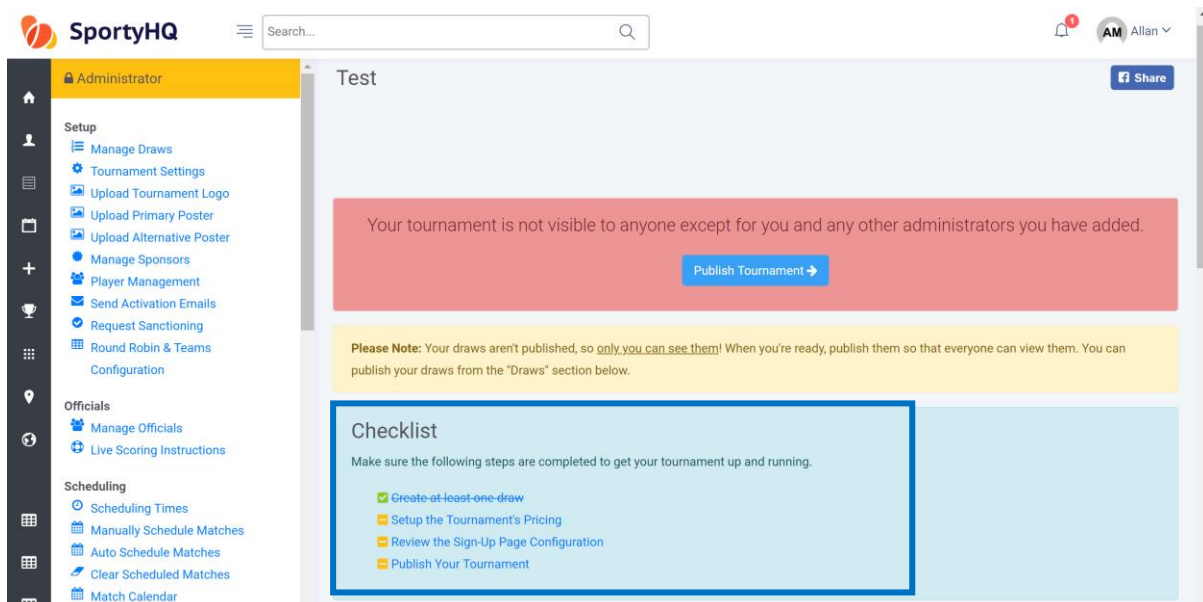 SportyHQ
Search...
1
AM Allan
Administrator
Setup
Manage Draws
Tournament Settings
Upload Tournament Logo
Upload Primary Poster
Upload Alternative Poster
Manage Sponsors
Player Management
Send Activation Emails
Request Sanctioning
Round Robin & Teams
Configuration
Officials
Manage Officials
Live Scoring Instructions
Scheduling
Scheduling Times
Manually Schedule Matches
Auto Schedule Matches
Clear Scheduled Matches
Match Calendar
Test
Share
Your tournament is not visible to anyone except for you and any other administrators you have added.
Publish Tournament
Please Note: Your draws aren't published, so only you can see them! When you're ready, publish them so that everyone can view them. You can
publish your draws from the "Draws" section below.
Checklist
Make sure the following steps are completed to get your tournament up and running.
Create at least one draw
Setup the Tournament's Pricing
Review the Sign-Up Page Configuration
Publish Your Tournament